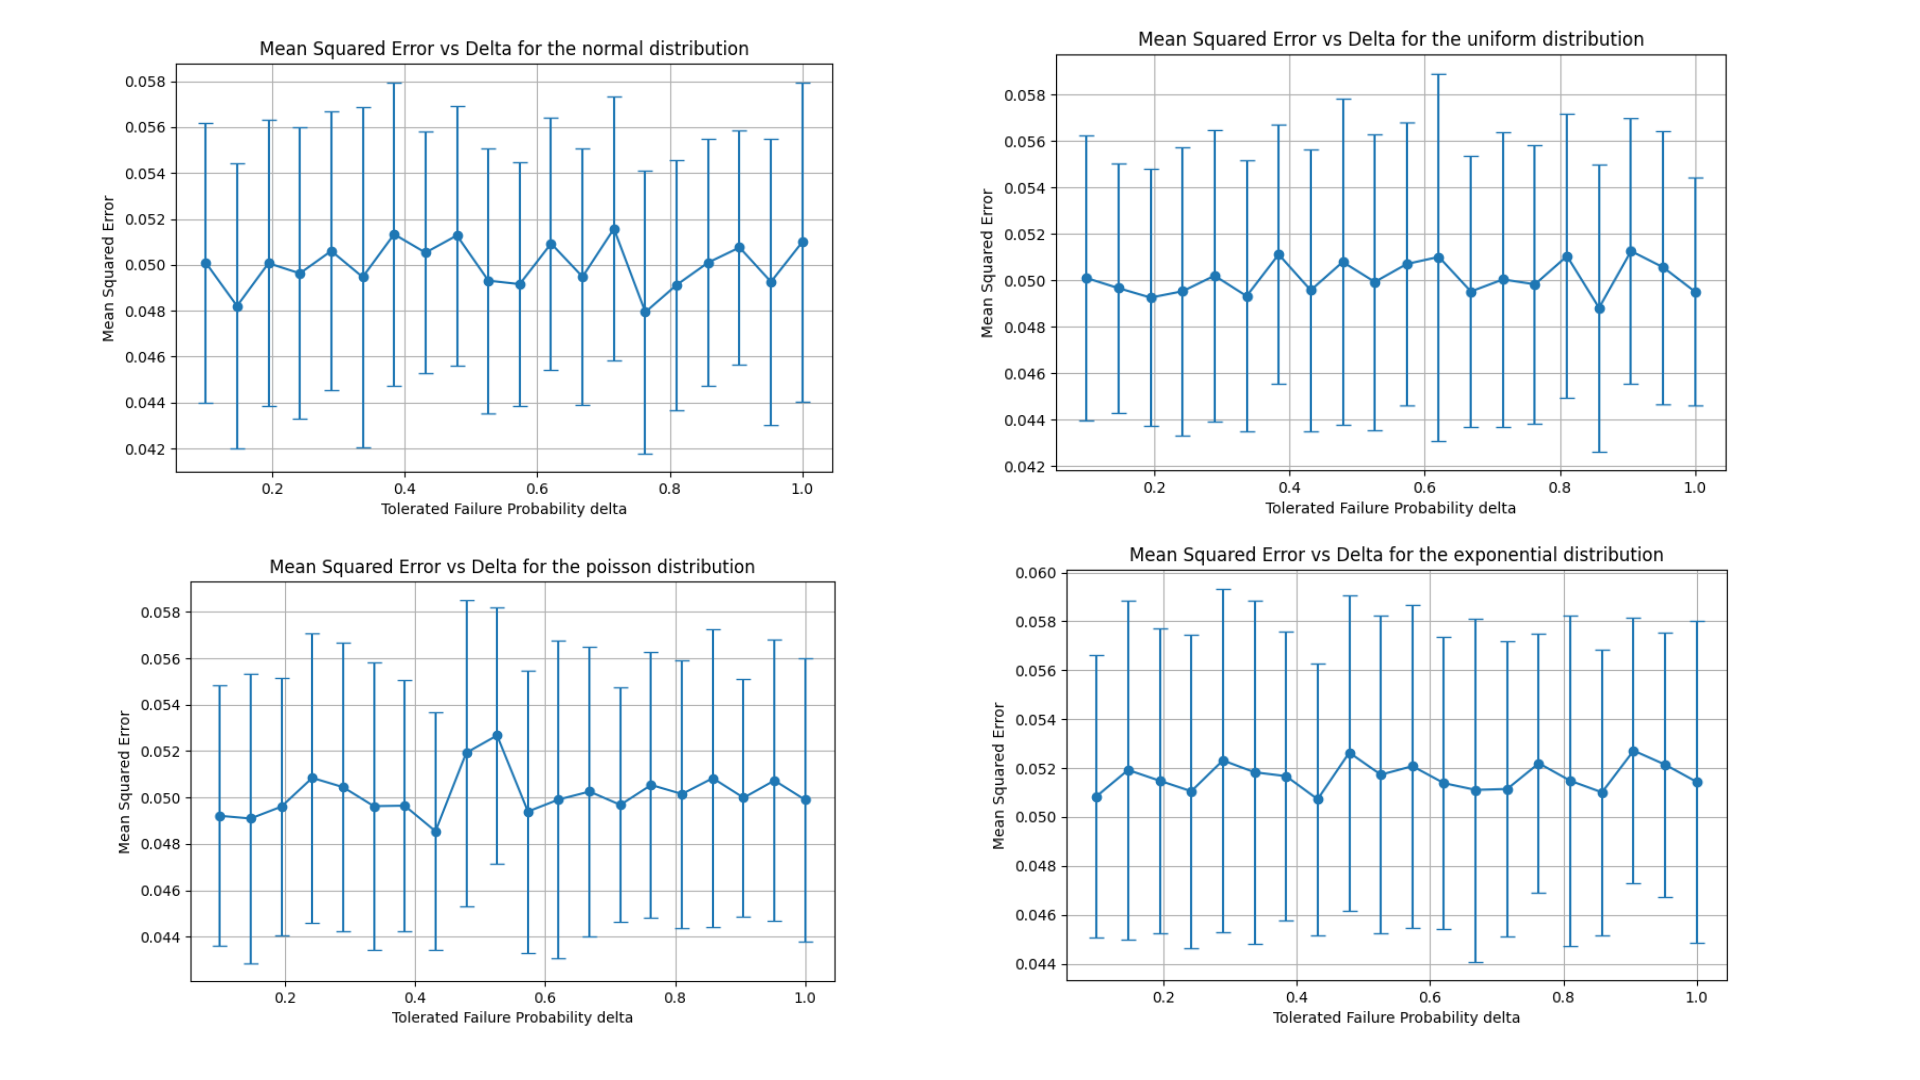 Mean Squared Error vs Delta for the normal distribution
0.058
0.056
0.054
0.052
0.050
0.048
0.046
0.044
0.042
Mean Squared Error
0.2 0.4 0.6 0.8 1.0
Tolerated Failure Probability delta
Mean Squared Error vs Delta for the uniform distribution
0.058
0.056
0.054
0.052
0.050
0.048
0.046
0.044
0.042
Mean Squared Error
0.2 0.4 0.6 0.8 1.0
Tolerated Failure Probability delta
Mean Squared Error vs Delta for the poisson distribution
0.058
0.056
0.054
0.052
0.050
0.048
0.046
0.044
Mean Squared Error
0.2 0.4 0.6 0.8 1.0
Tolerated Failure Probability delta
Mean Squared Error vs Delta for the exponential distribution
0.060
0.058
0.056
0.054
0.052
0.050
0.048
0.046
0.044
Mean Squared Error
0.2 0.4 0.6 0.8 1.0
Tolerated Failure Probability delta